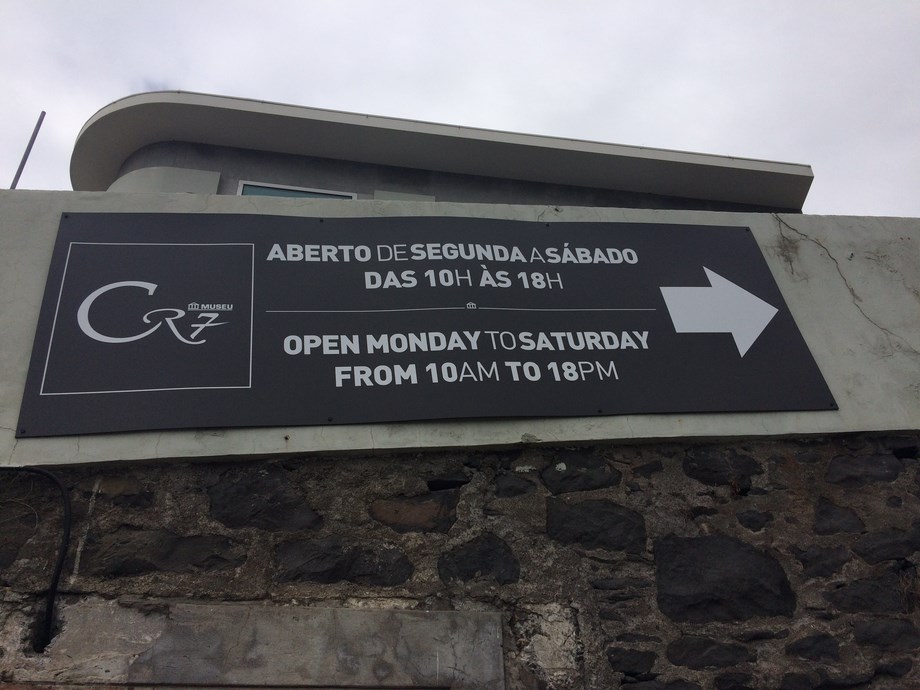 CR7 MUSEU
ABERTO DE SEGUNDA A SÁBADO
DAS 10H ÀS 18H
OPEN MONDAY TO SATURDAY
FROM 10AM TO 18PM